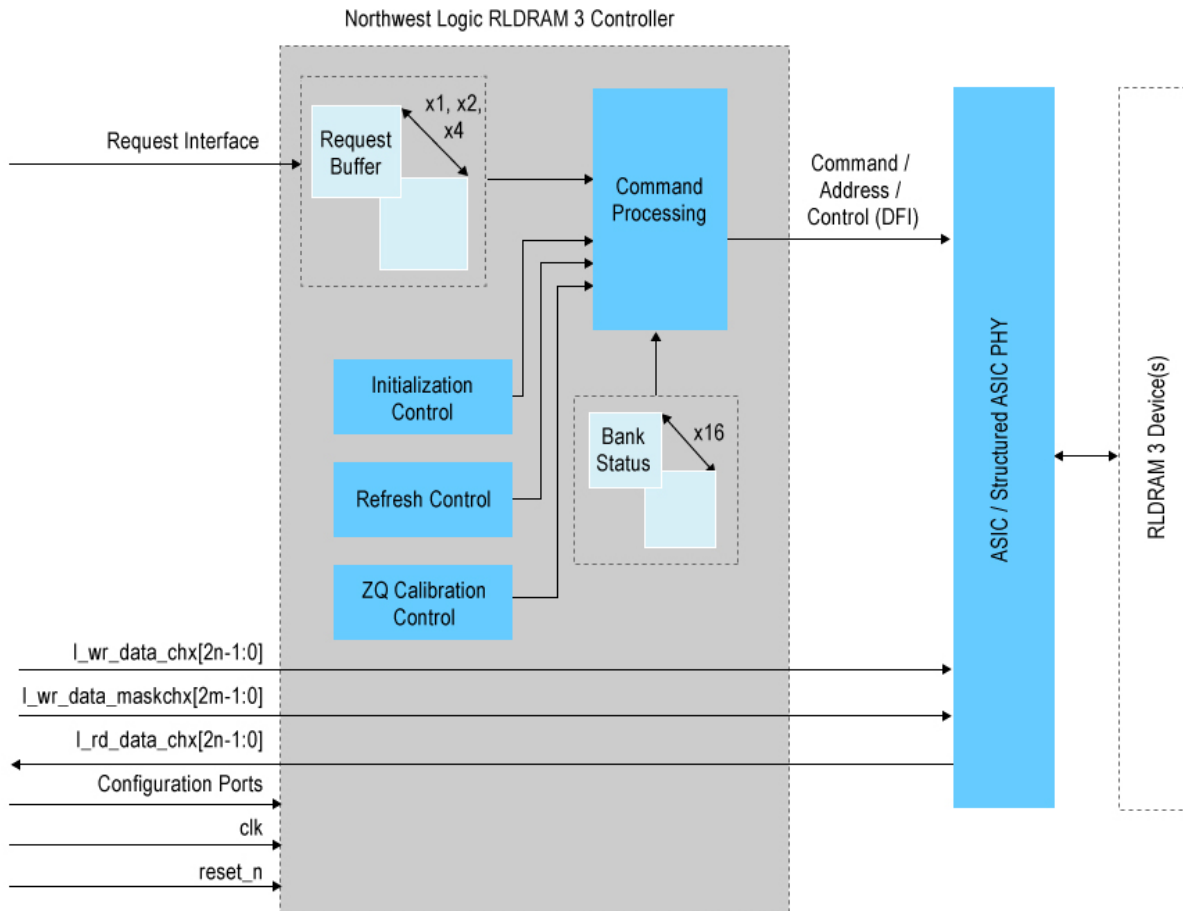 Northwest Logic RLDRAM 3 Controller
Request Interface
Request
Buffer
x1, x2,
x4
Command
Processing
Command /
Address /
Control (DFI)
Initialization
Control
Refresh Control
ZQ Calibration
Control
Bank
Status
x16
ASIC / Structured ASIC PHY
RLDRAM 3 Device(s)
l_wr_data_chx[2n-1:0]
l_wr_data_maskchx[2m-1:0]
l_rd_data_chx[2n-1:0]
Configuration Ports
clk
reset_n